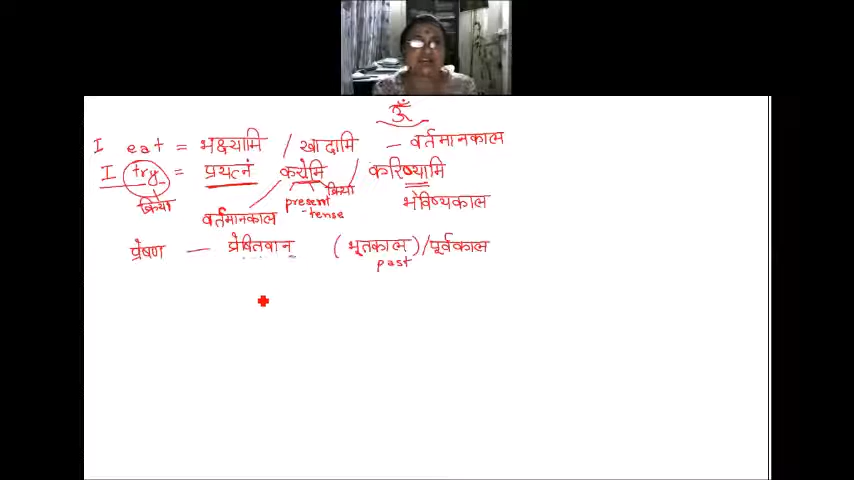 ॐ
I eat = भक्ष्यामि / खादामि – वर्तमानकाल
I try = प्रयत्नं करोमि / करिष्यामि
क्रिया वर्तमानकाल present tense क्रिया भविष्यकाल
प्रेषण — प्रेषितवान् (भूतकाल) / पूर्वकाल
past